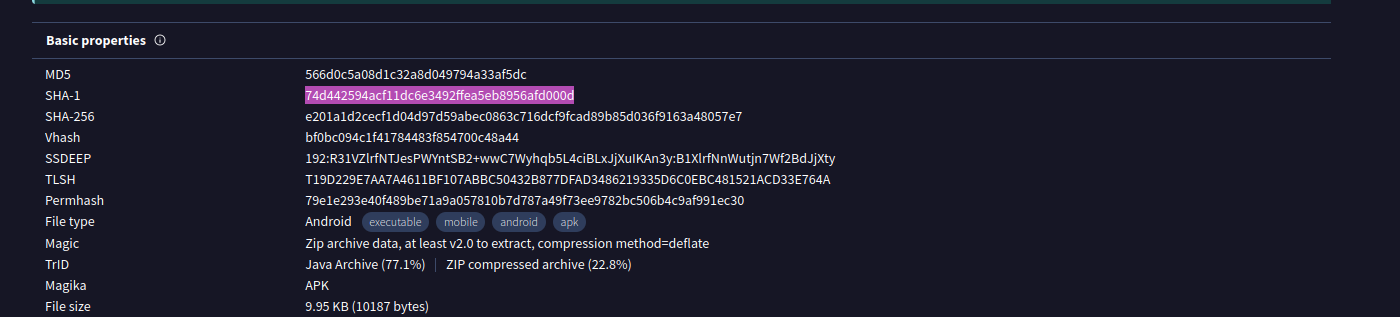 Basic properties
MD5 566d0c5a08d1c32a8d049794a33af5dc
SHA-1 74d442594acf11dc6e3492ffea5eb8956afd000d
SHA-256 e201a1d2cecf1d04d97d59abec0863c716dcf9fcad89b85d036f9163a48057e7
Vhash bf0bc094c1f41784483f854700c48a44
SSDEEP 192:R31VZlrfNTJesPWYntSB2+wwC7Wyhqb5L4ciBLxJjXuIKAn3y:B1XlrfNnWutjn7Wf2BdJjXty
TLSH T19D229E7AA7A4611BF107ABBC50432B877DFAD3486219335D6C0EBC481521ACD33E764A
Permhash 79e1e293e40f489be71a9a057810b7d787a49f73ee9782bc506b4c9af991ec30
File type Android executable mobile android apk
Magic Zip archive data, at least v2.0 to extract, compression method=deflate
TrID Java Archive (77.1%) | ZIP compressed archive (22.8%)
Magika APK
File size 9.95 KB (10187 bytes)